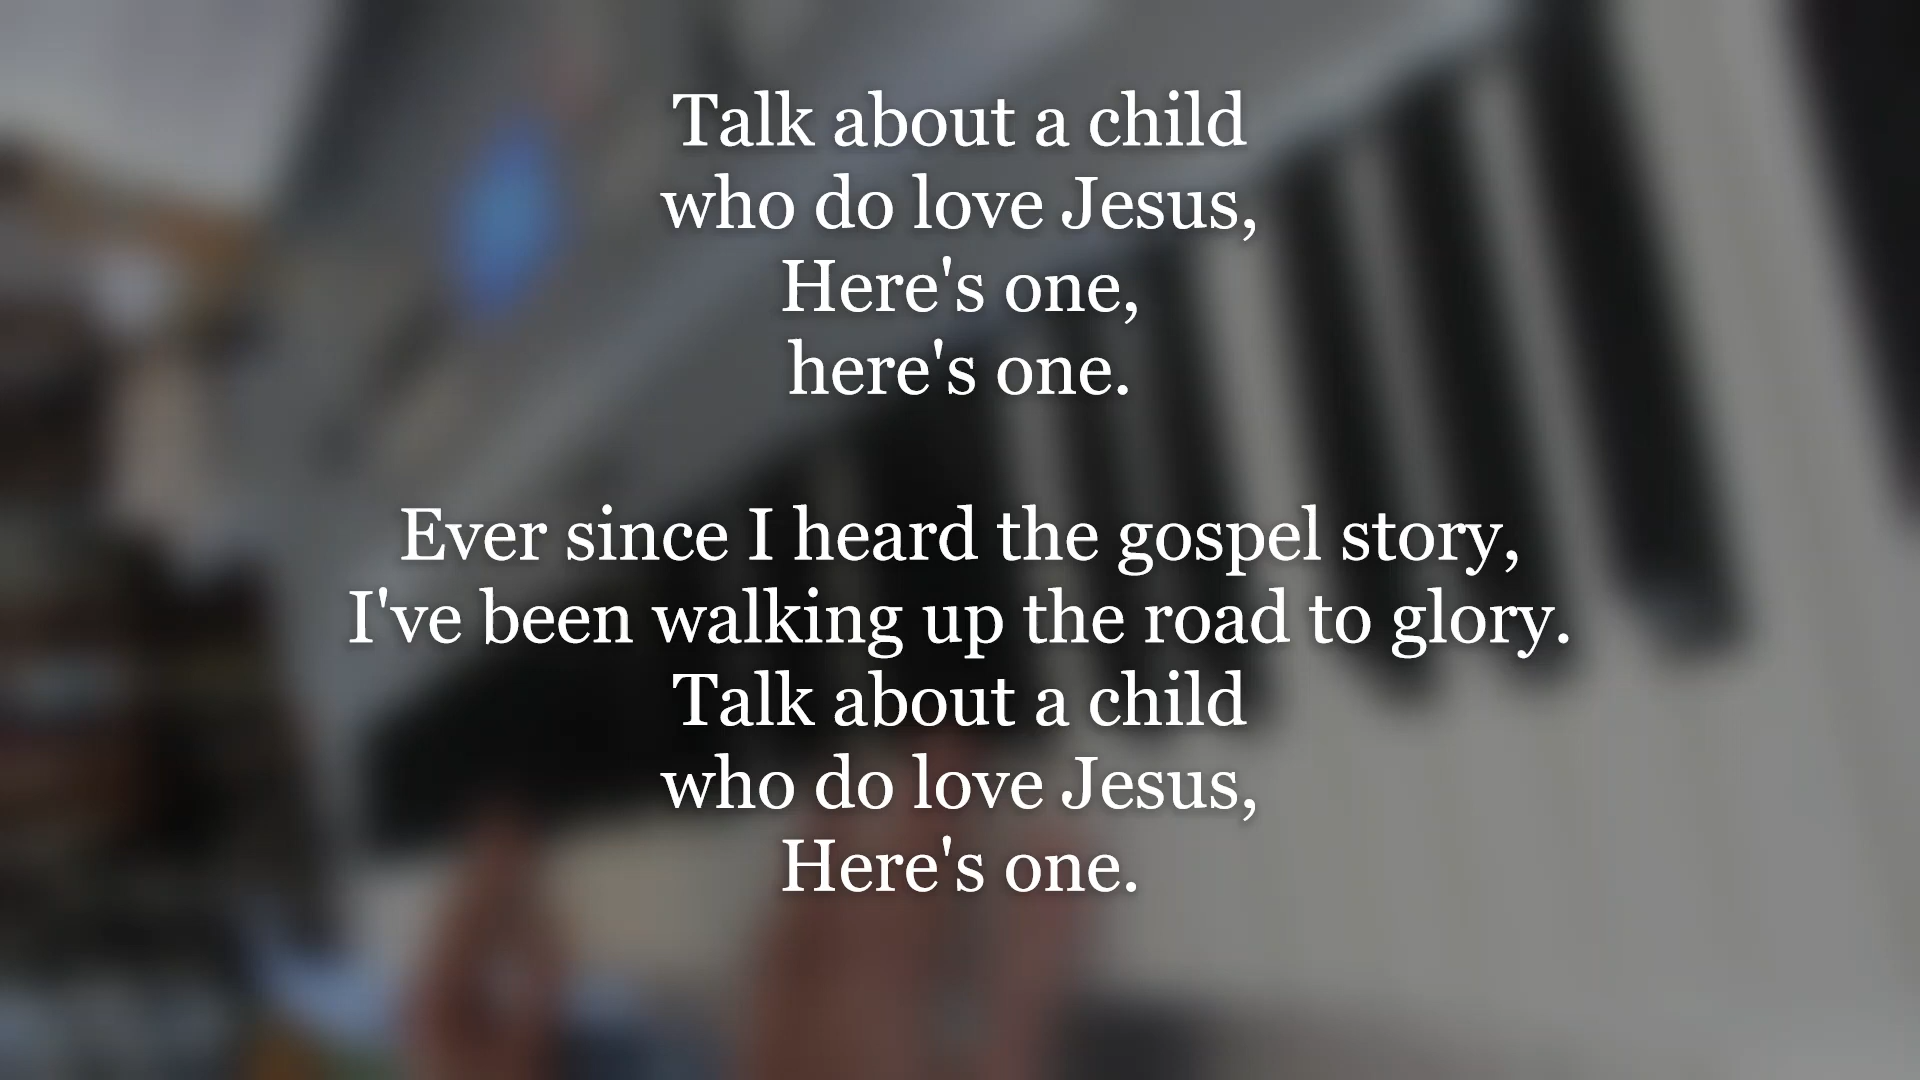 Talk about a child
who do love Jesus,
Here's one,
here's one.
Ever since I heard the gospel story,
I've been walking up the road to glory.
Talk about a child
who do love Jesus,
Here's one.